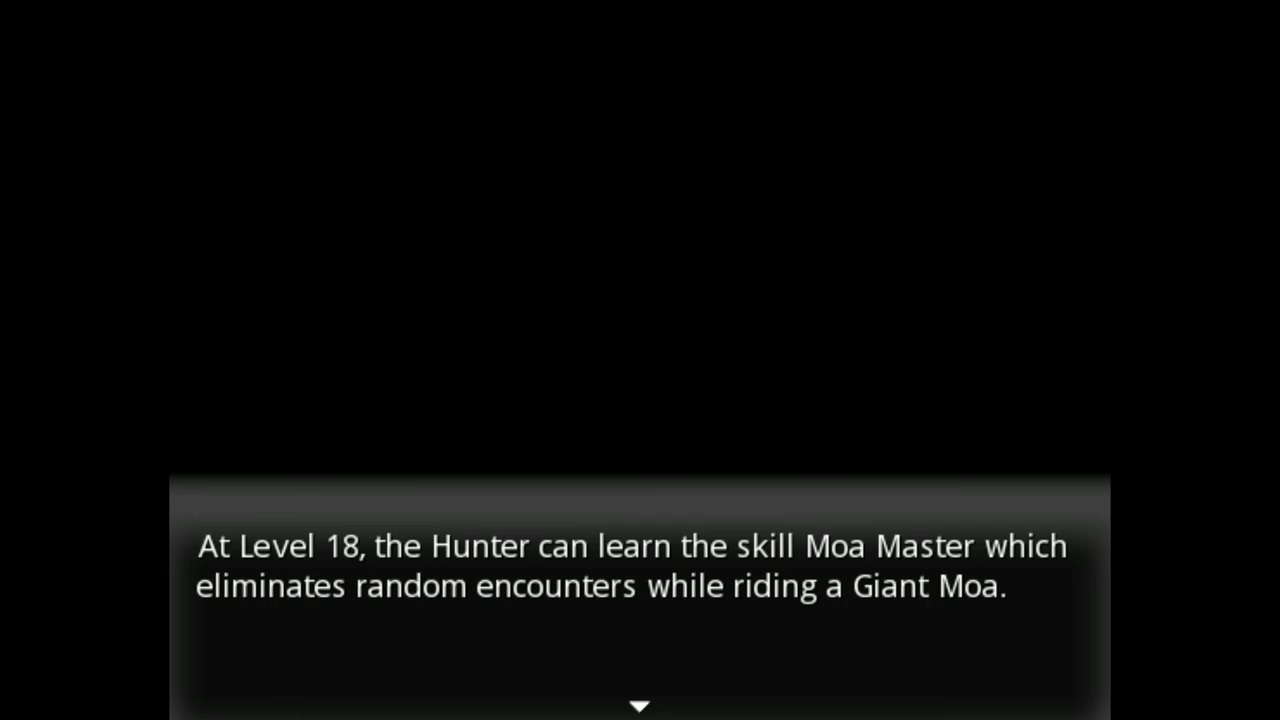 At Level 18, the Hunter can learn the skill Moa Master which
eliminates random encounters while riding a Giant Moa.